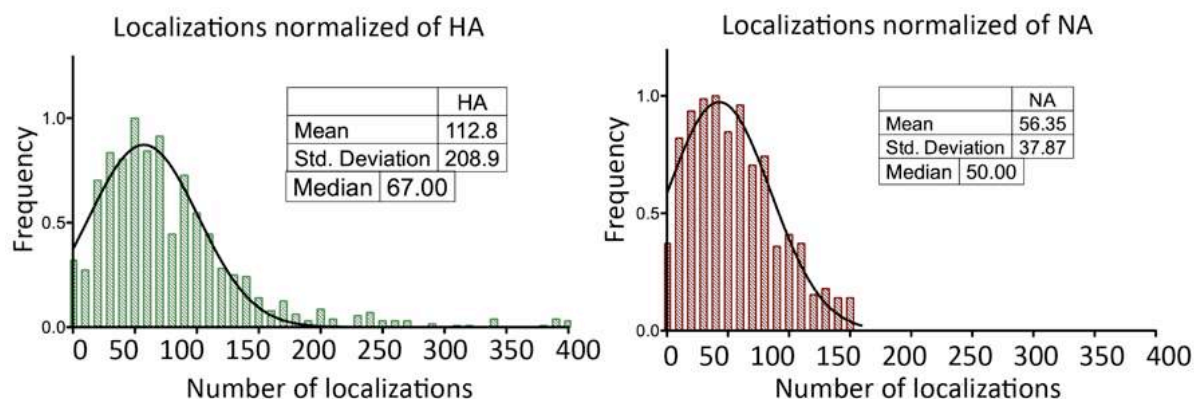 Localizations normalized of HA
HA
Mean 112.8
Std. Deviation 208.9
Median 67.00
Frequency
1.0
0.5
0.0
0 50 100 150 200 250 300 350 400
Number of localizations
Localizations normalized of NA
NA
Mean 56.35
Std. Deviation 37.87
Median 50.00
Frequency
1.0
0.5
0.0
0 50 100 150 200 250 300 350 400
Number of localizations